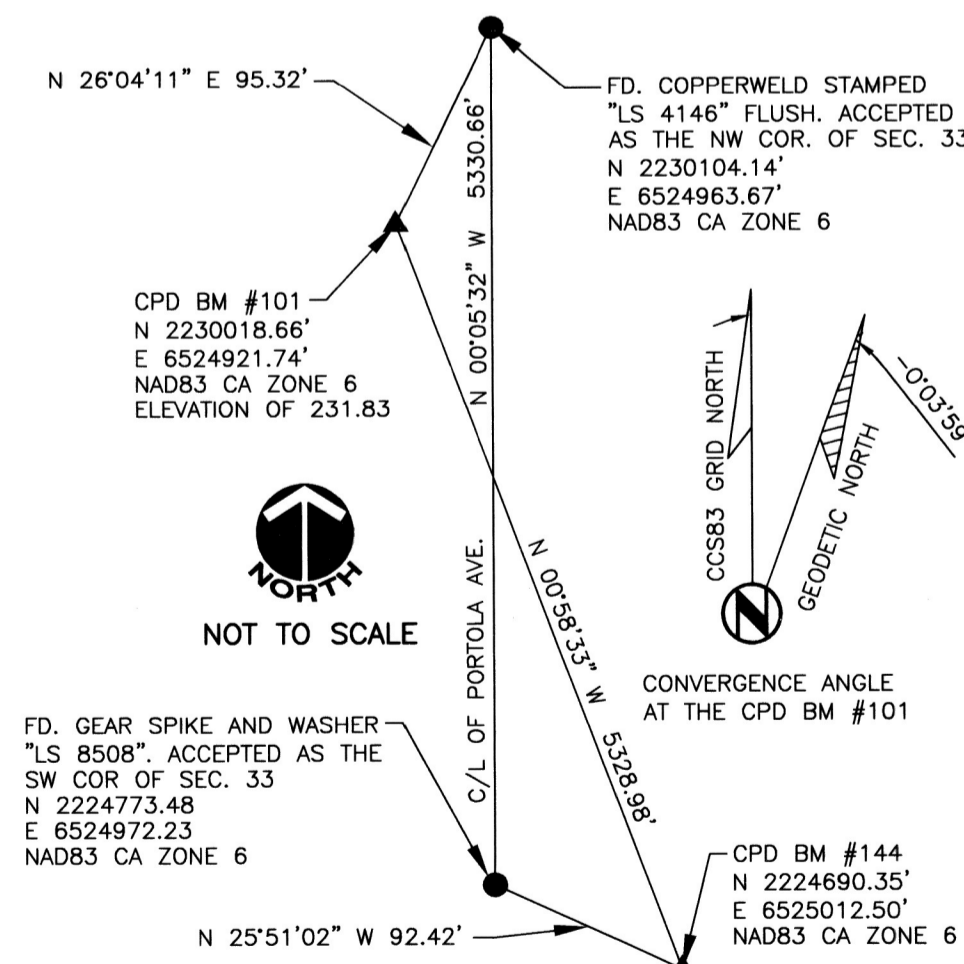 N 26°04'11" E 95.32'
FD. COPPERWELD STAMPED
"LS 4146" FLUSH. ACCEPTED
AS THE NW COR. OF SEC. 33
N 2230104.14'
E 6524963.67'
NAD83 CA ZONE 6
N 00°05'32" W 5330.66'
CPD BM #101
N 2230018.66'
E 6524921.74'
NAD83 CA ZONE 6
ELEVATION OF 231.83
CCS83 GRID NORTH
GEODETIC NORTH
-0°03'59
NORTH
NOT TO SCALE
N 00°58'33" W 5328.98'
C/L OF PORTOLA AVE.
N
CONVERGENCE ANGLE
AT THE CPD BM #101
FD. GEAR SPIKE AND WASHER
"LS 8508". ACCEPTED AS THE
SW COR OF SEC. 33
N 2224773.48
E 6524972.23
NAD83 CA ZONE 6
CPD BM #144
N 2224690.35'
E 6525012.50'
NAD83 CA ZONE 6
N 25°51'02" W 92.42'